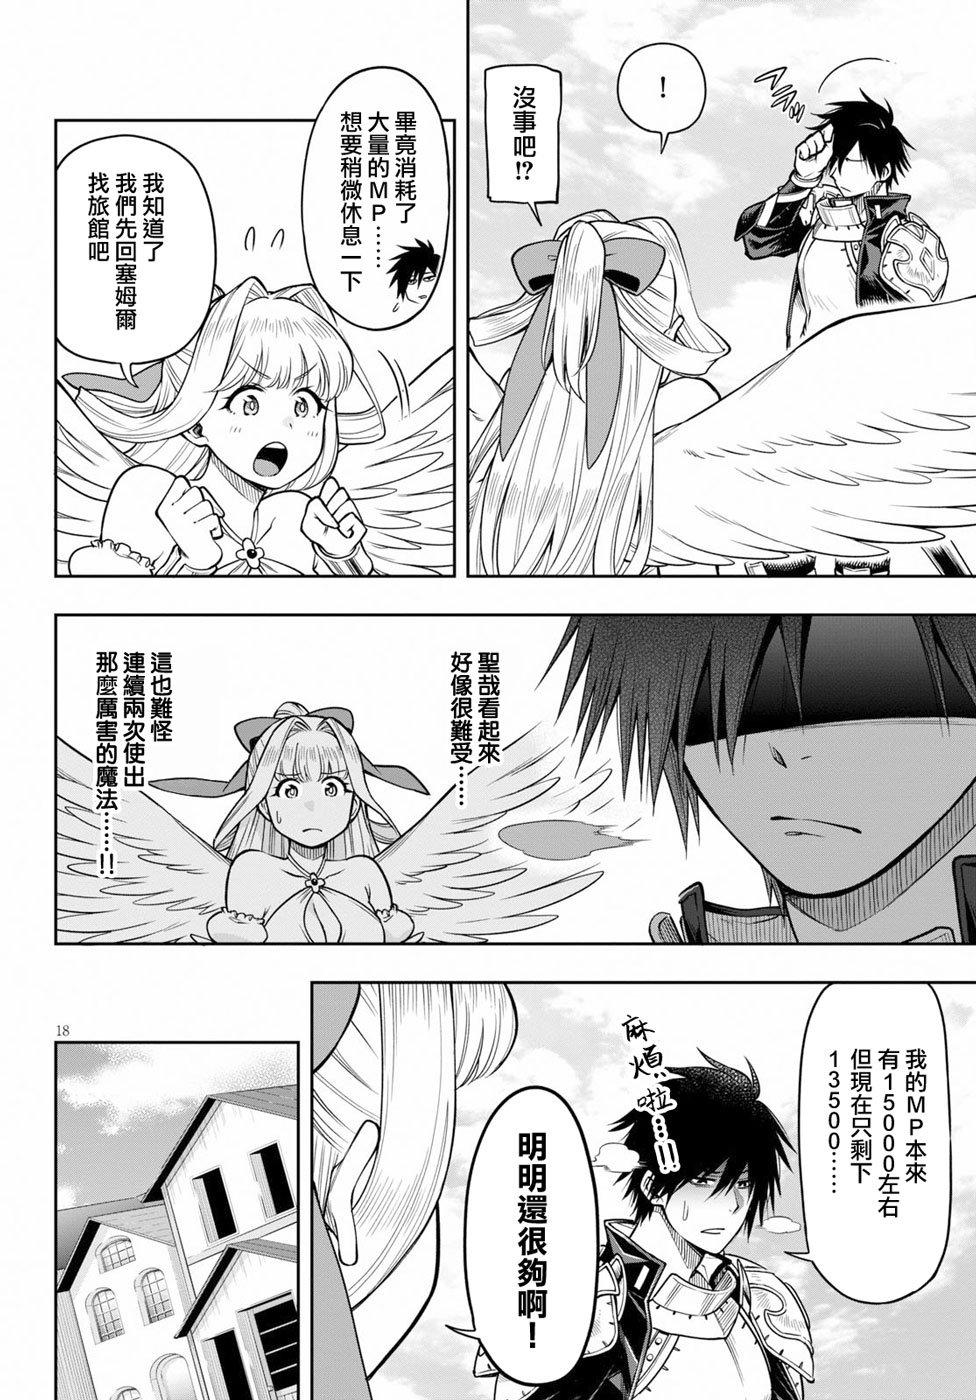 ！
沒事吧!?
畢竟消耗了
大量的MP……
想要稍微休息一下
我知道了
我們先回塞姆爾
找旅館吧
聖哉看起來
好像很難受……
這也難怪
連續兩次使出
那麼厲害的魔法……!!
我的MP本來
有15000左右
但現在只剩下
13500……
麻煩啦…!!
明明還很夠啊！
18